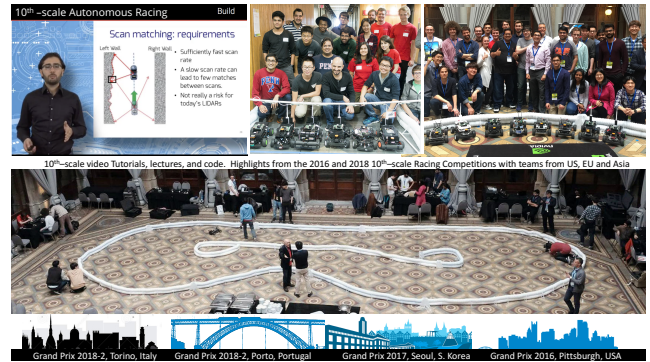 10th –scale Autonomous Racing
Build
Scan matching: requirements
Left Wall
Right Wall
• Sufficiently fast scan
rate
• A slow scan rate can
lead to few matches
between scans.
• Not really a risk for
today's LIDARs
10th–scale video Tutorials, lectures, and code. Highlights from the 2016 and 2018 10th–scale Racing Competitions with teams from US, EU and Asia
Grand Prix 2018-2, Torino, Italy
Grand Prix 2018-2, Porto, Portugal
Grand Prix 2017, Seoul, S. Korea
Grand Prix 2016, Pittsburgh, USA